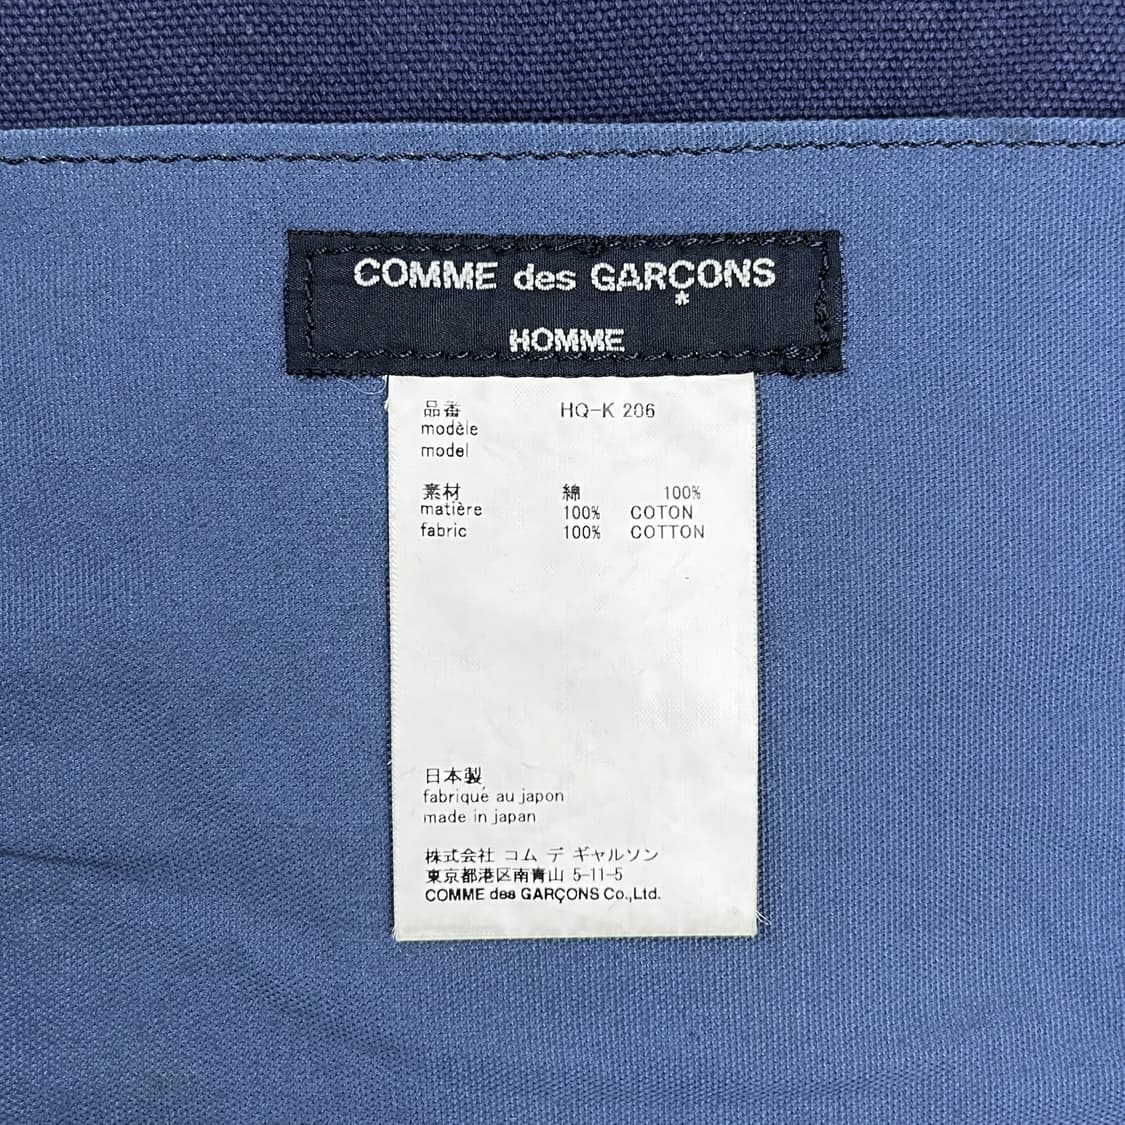 COMME des GARÇONS
*
HOMME
品番 HQ-K 206
modèle
model
素材 綿 100%
matière 100% COTON
fabric 100% COTTON
日本製
fabriqué au japon
made in japan
株式会社 コム デ ギャルソン
東京都港区南青山 5-11-5
COMME des GARÇONS Co.,Ltd.